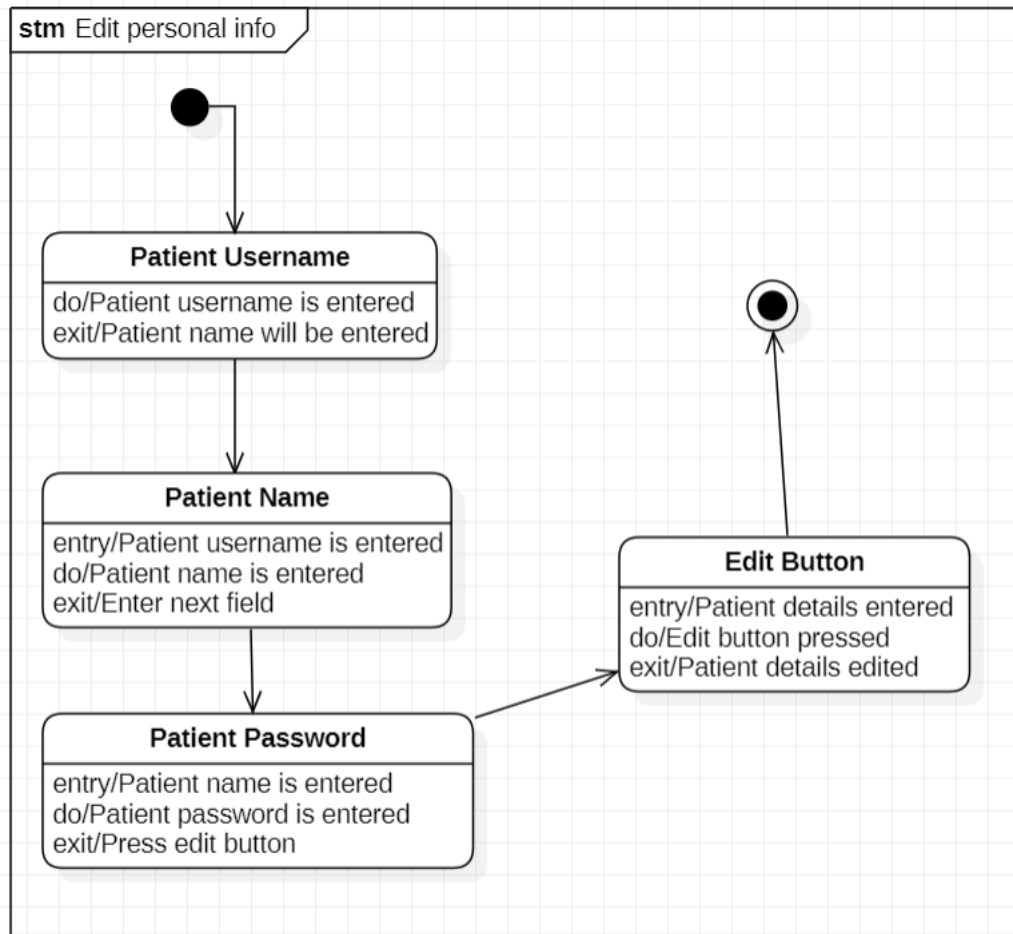 stm Edit personal info
Patient Username
do/Patient username is entered
exit/Patient name will be entered
Patient Name
entry/Patient username is entered
do/Patient name is entered
exit/Enter next field
Patient Password
entry/Patient name is entered
do/Patient password is entered
exit/Press edit button
Edit Button
entry/Patient details entered
do/Edit button pressed
exit/Patient details edited